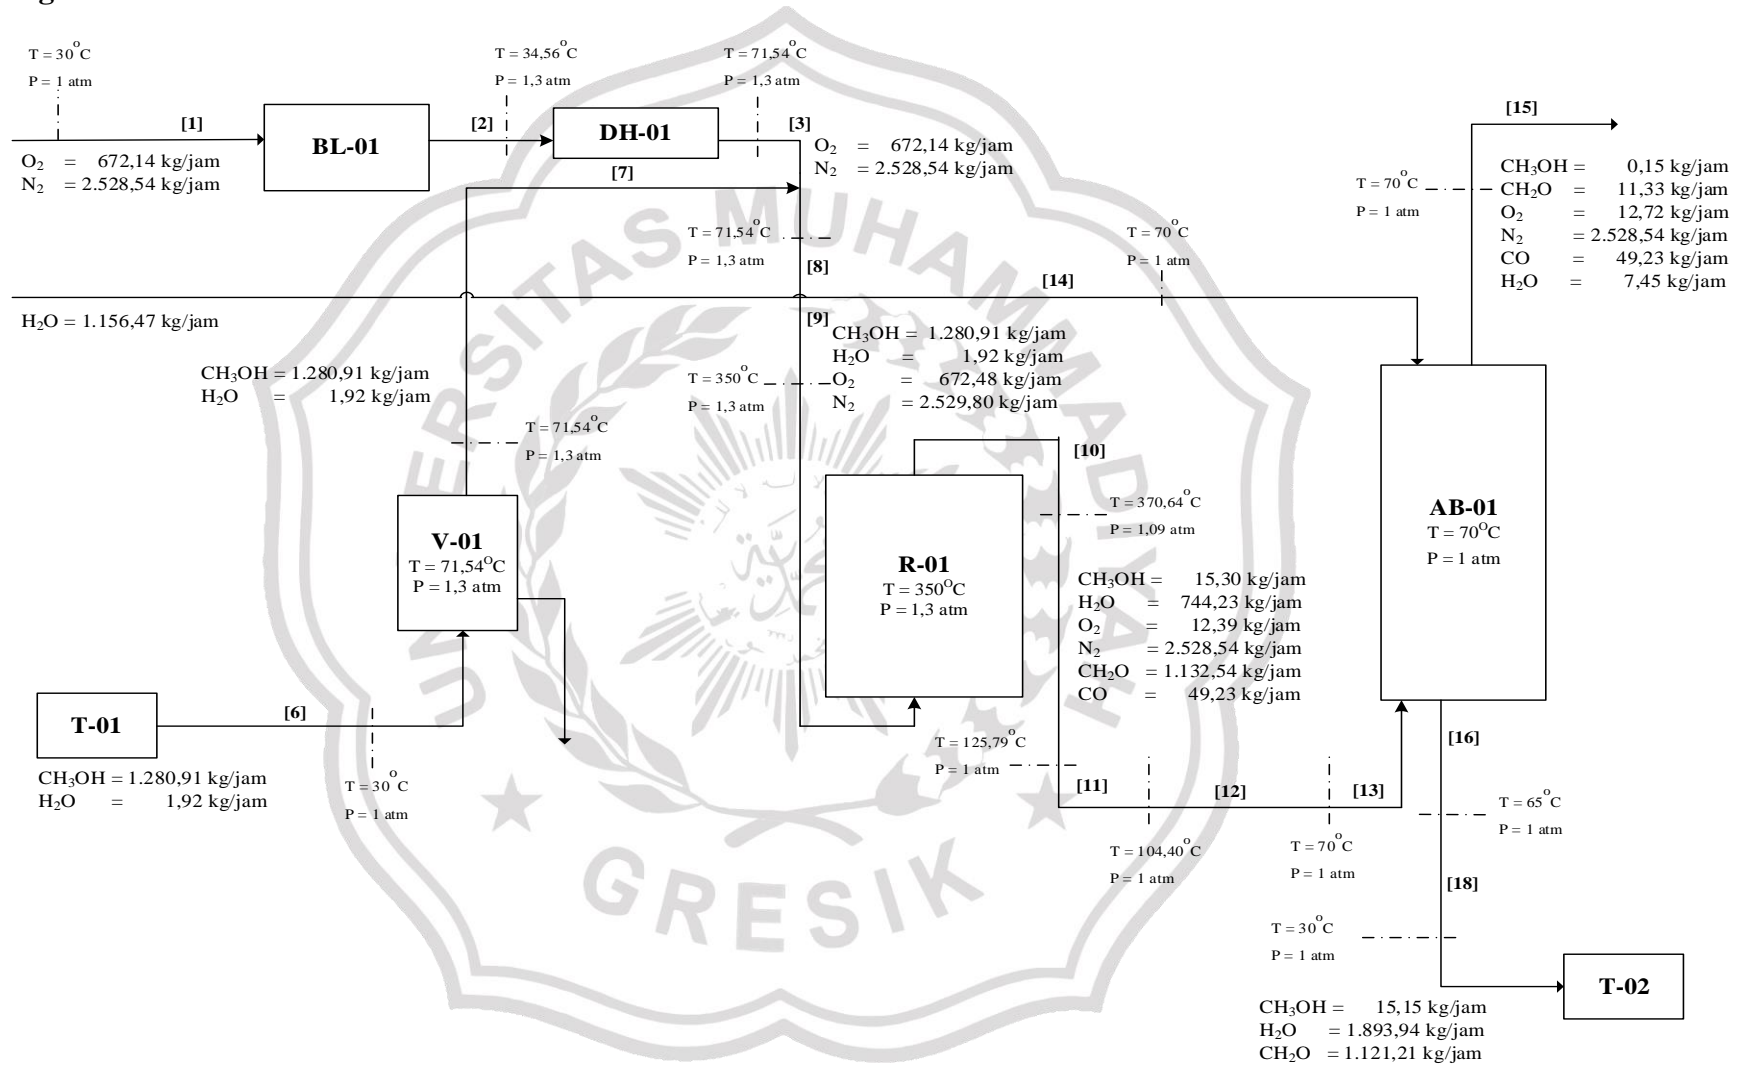 T = 30°C
P = 1 atm
[1]
O₂ = 672,14 kg/jam
N₂ = 2.528,54 kg/jam
BL-01
[2]
T = 34,56°C
P = 1,3 atm
DH-01
T = 71,54°C
P = 1,3 atm
[3]
O₂ = 672,14 kg/jam
N₂ = 2.528,54 kg/jam
[7]
T = 71,54°C
P = 1,3 atm
[8]
T = 70°C
P = 1 atm
[14]
H₂O = 1.156,47 kg/jam
[15]
T = 70°C
P = 1 atm
CH₃OH = 0,15 kg/jam
CH₂O = 11,33 kg/jam
O₂ = 12,72 kg/jam
N₂ = 2.528,54 kg/jam
CO = 49,23 kg/jam
H₂O = 7,45 kg/jam
[9]
CH₃OH = 1.280,91 kg/jam
H₂O = 1,92 kg/jam
O₂ = 672,48 kg/jam
N₂ = 2.529,80 kg/jam
T = 350°C
P = 1,3 atm
CH₃OH = 1.280,91 kg/jam
H₂O = 1,92 kg/jam
T = 71,54°C
P = 1,3 atm
V-01
T = 71,54°C
P = 1,3 atm
[10]
T = 370,64°C
P = 1,09 atm
R-01
T = 350°C
P = 1,3 atm
CH₃OH = 15,30 kg/jam
H₂O = 744,23 kg/jam
O₂ = 12,39 kg/jam
N₂ = 2.528,54 kg/jam
CH₂O = 1.132,54 kg/jam
CO = 49,23 kg/jam
AB-01
T = 70°C
P = 1 atm
T-01
[6]
CH₃OH = 1.280,91 kg/jam
H₂O = 1,92 kg/jam
T = 30°C
P = 1 atm
T = 125,79°C
P = 1 atm
[11]
[12]
[13]
T = 104,40°C
P = 1 atm
T = 70°C
P = 1 atm
[16]
T = 65°C
P = 1 atm
[18]
T = 30°C
P = 1 atm
T-02
CH₃OH = 15,15 kg/jam
H₂O = 1.893,94 kg/jam
CH₂O = 1.121,21 kg/jam
UNIVERSITAS MUHAMMADIYAH
GRESIK